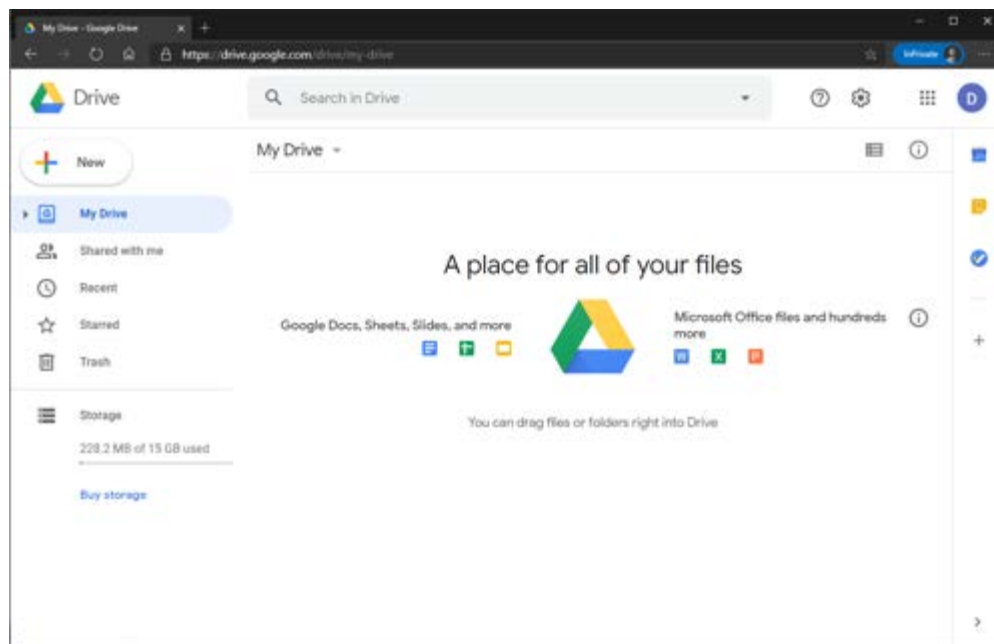 My Drive - Google Drive
https://drive.google.com/drive/my-drive
InPrivate
Drive
Search in Drive
D
New
My Drive
My Drive
Shared with me
Recent
Starred
Trash
Storage
228.2 MB of 15 GB used
Buy storage
A place for all of your files
Google Docs, Sheets, Slides, and more
Microsoft Office files and hundreds
more
W
X
P
You can drag files or folders right into Drive